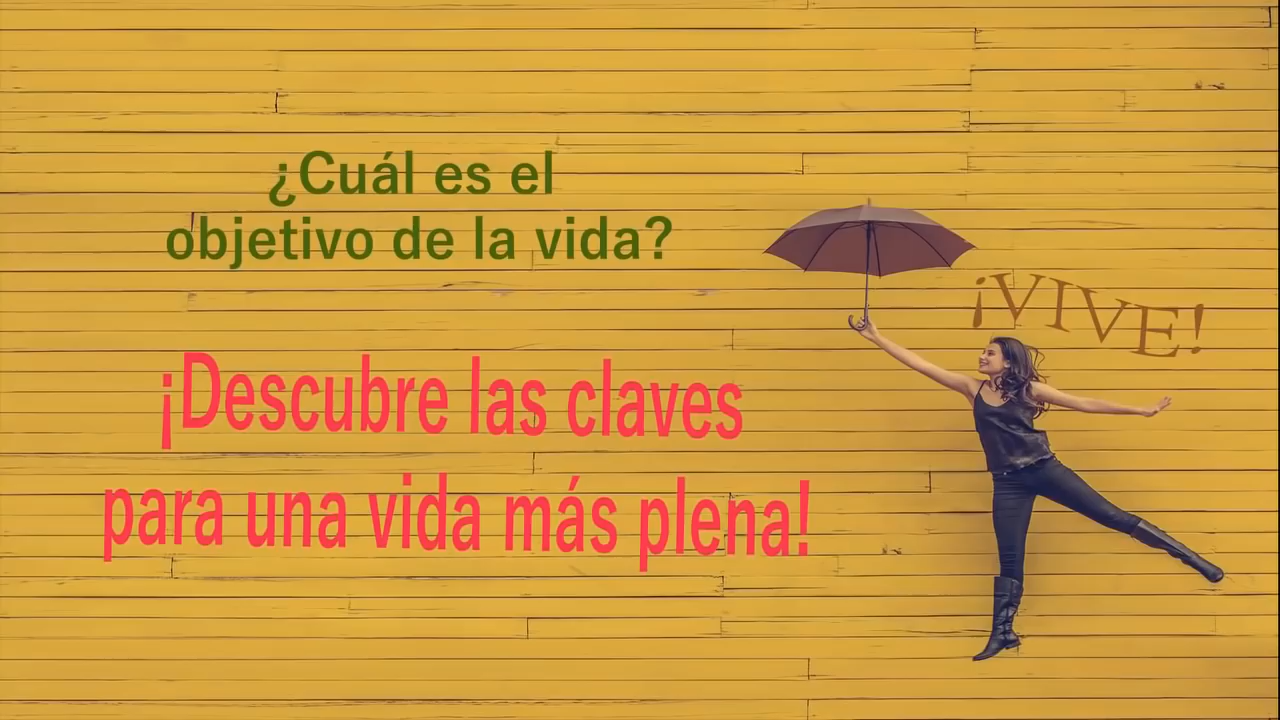 ¿Cuál es el
objetivo de la vida?
¡VIVE!
¡Descubre las claves
para una vida más plena!